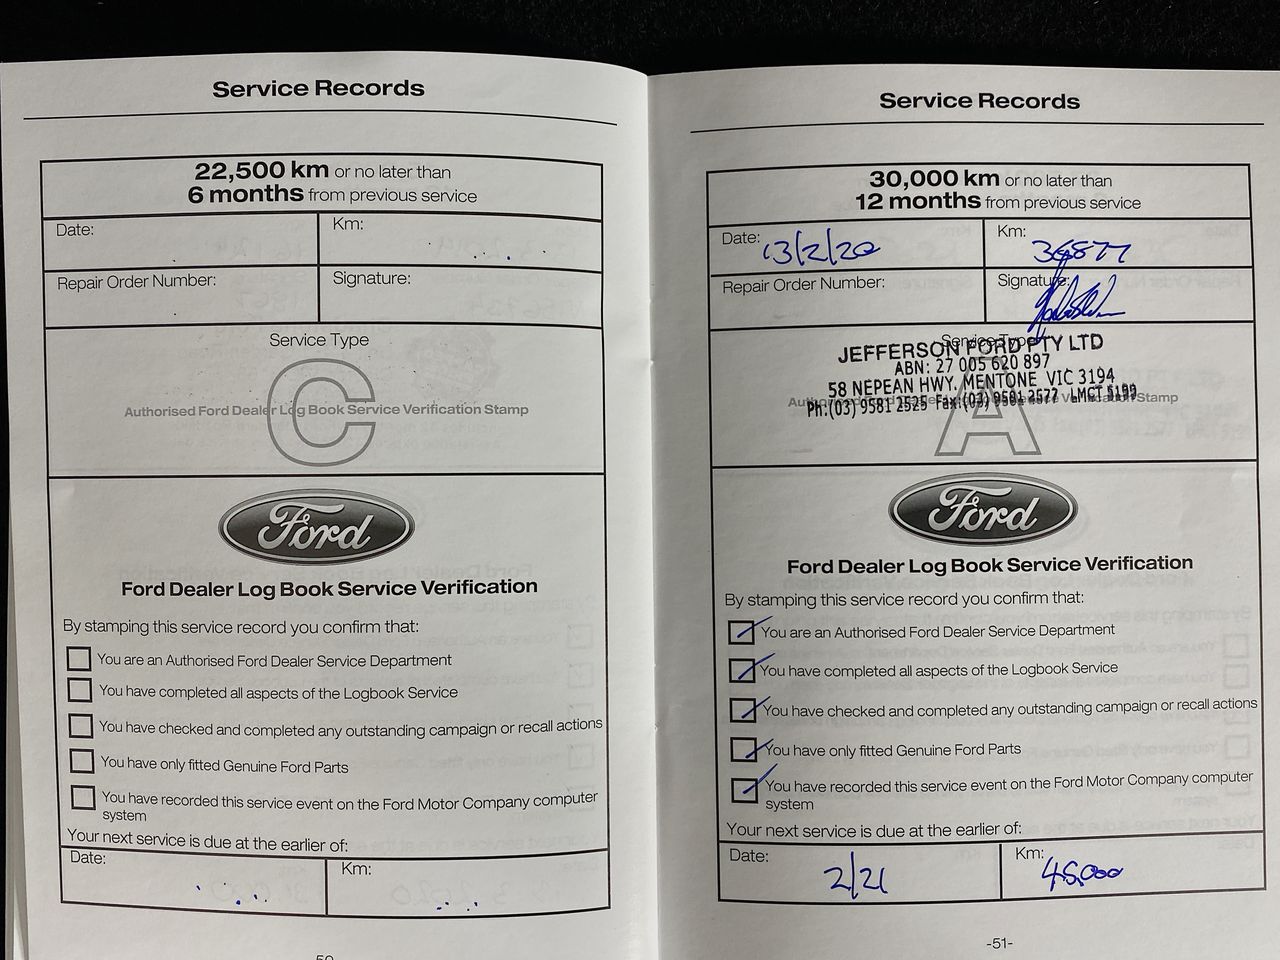 Service Records
22,500 km or no later than
6 months from previous service
Date:
Km:
Repair Order Number:
Signature:
Service Type
Authorised Ford Dealer Log Book Service Verification Stamp
C
Ford
Ford Dealer Log Book Service Verification
By stamping this service record you confirm that:
You are an Authorised Ford Dealer Service Department
You have completed all aspects of the Logbook Service
You have checked and completed any outstanding campaign or recall actions
You have only fitted Genuine Ford Parts
You have recorded this service event on the Ford Motor Company computer
system
Your next service is due at the earlier of:
Date:
Km:
50
Service Records
30,000 km or no later than
12 months from previous service
Date: 13/2/20
Km: 36877
Repair Order Number:
Signature:
Service Type
JEFFERSON FORD PTY LTD
ABN: 27 005 620 897
58 NEPEAN HWY. MENTONE VIC 3194
Ph:(03) 9581 2525 Fax:(03) 9581 2577 LMCT 5199
Authorised Ford Dealer Log Book Service Verification Stamp
A
Ford
Ford Dealer Log Book Service Verification
By stamping this service record you confirm that:
You are an Authorised Ford Dealer Service Department
You have completed all aspects of the Logbook Service
You have checked and completed any outstanding campaign or recall actions
You have only fitted Genuine Ford Parts
You have recorded this service event on the Ford Motor Company computer
system
Your next service is due at the earlier of:
Date: 2/21
Km: 45,000
-51-